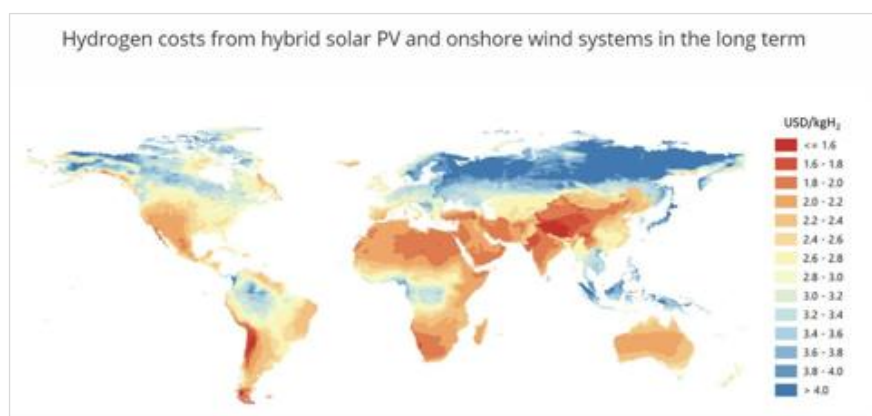 Hydrogen costs from hybrid solar PV and onshore wind systems in the long term
USD/kgH₂
<= 1.6
1.6 - 1.8
1.8 - 2.0
2.0 - 2.2
2.2 - 2.4
2.4 - 2.6
2.6 - 2.8
2.8 - 3.0
3.0 - 3.2
3.2 - 3.4
3.4 - 3.6
3.6 - 3.8
3.8 - 4.0
> 4.0